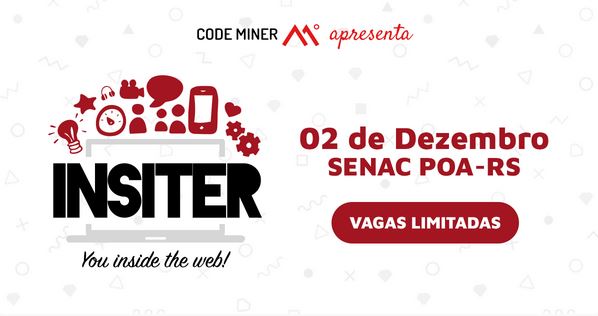 CODE MINER apresenta
INSITER
You inside the web!
02 de Dezembro
SENAC POA-RS
VAGAS LIMITADAS